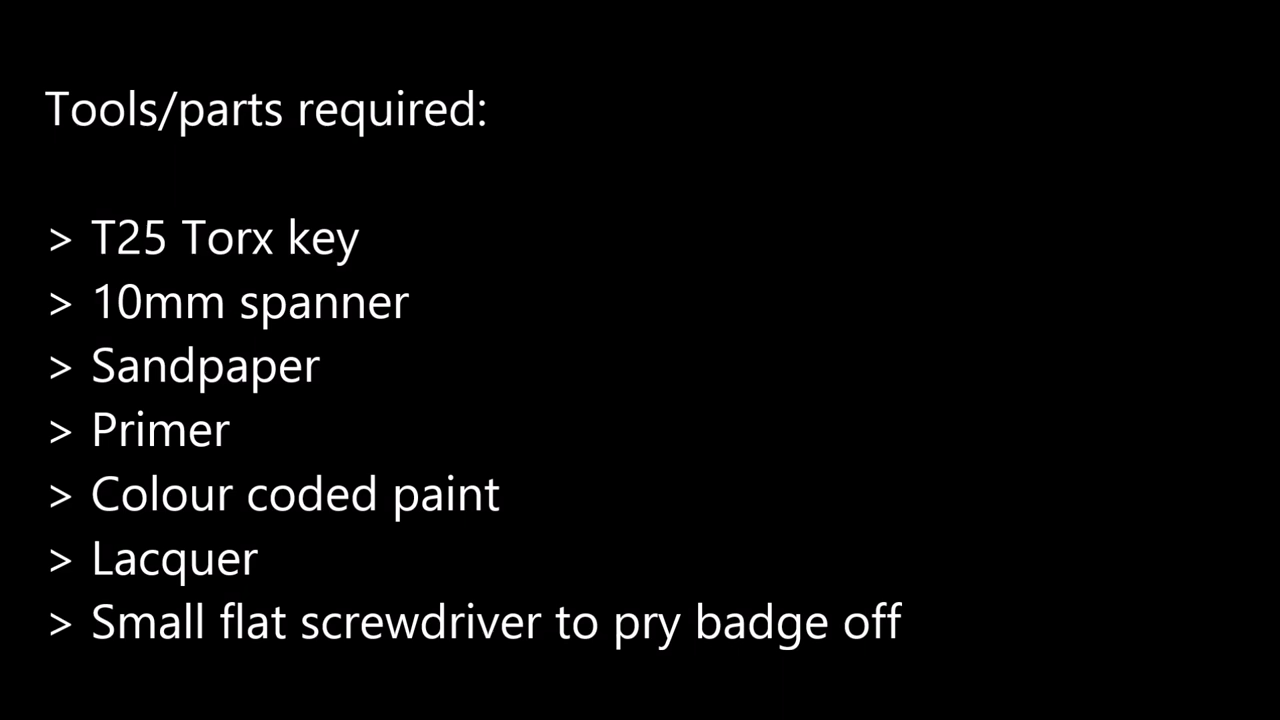 Tools/parts required:
> T25 Torx key
> 10mm spanner
> Sandpaper
> Primer
> Colour coded paint
> Lacquer
> Small flat screwdriver to pry badge off